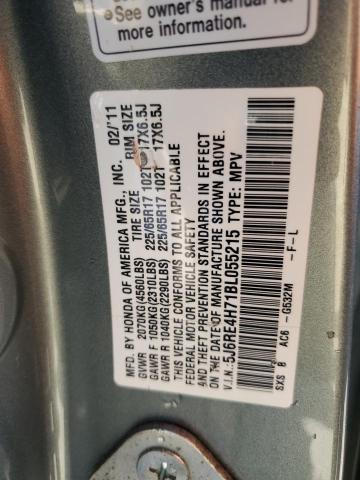 See owner's manual for
more information.
MFD. BY HONDA OF AMERICA MFG., INC. 02/'11
TIRE SIZE RIM SIZE
GVWR 2070KG(4560LBS)
GAWR F 1050KG(2310LBS) 225/65R17 102T 17X6.5J
GAWR R 1040KG(2290LBS) 225/65R17 102T 17X6.5J
THIS VEHICLE CONFORMS TO ALL APPLICABLE
FEDERAL MOTOR VEHICLE SAFETY
AND THEFT PREVENTION STANDARDS IN EFFECT
ON THE DATE OF MANUFACTURE SHOWN ABOVE.
V.I.N.:5J6RE4H71BL055215 TYPE: MPV
SXS B AC6 -G532M -F-L